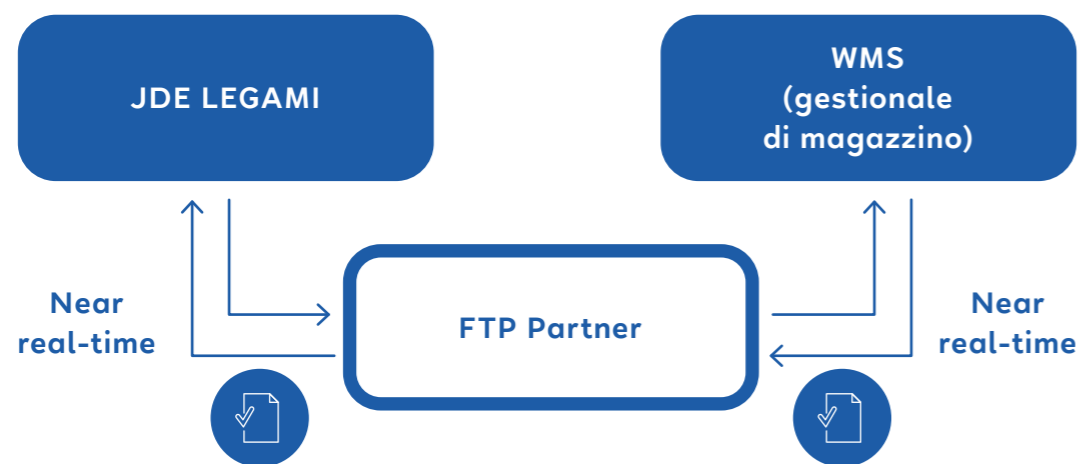 JDE LEGAMI
WMS
(gestionale
di magazzino)
Near
real-time
FTP Partner
Near
real-time